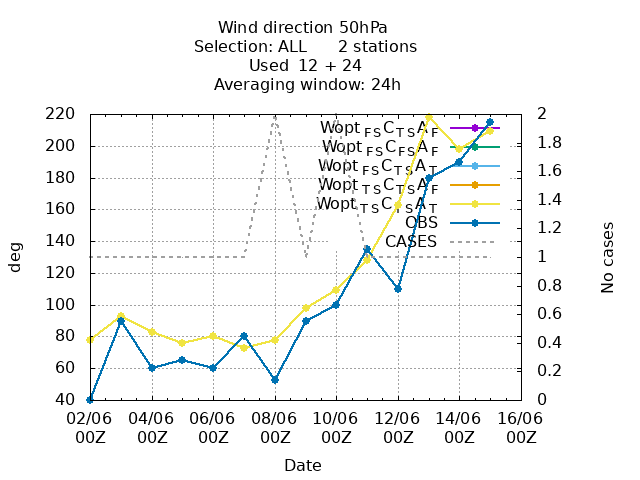 Wind direction 50hPa
Selection: ALL 2 stations
Used 12 + 24
Averaging window: 24h
220 2
Wopt FS C TS A F
200 1.8
Wopt FS C FS A F
Wopt FS C TS A T
180 1.6
Wopt TS C TS A F
160 1.4
Wopt TS C TS A T
OBS
140 1.2
CASES
120 1
100 0.8
80 0.6
60 0.4
40 0.2
0
deg
No cases
02/06 04/06 06/06 08/06 10/06 12/06 14/06 16/06
00Z 00Z 00Z 00Z 00Z 00Z 00Z 00Z
Date